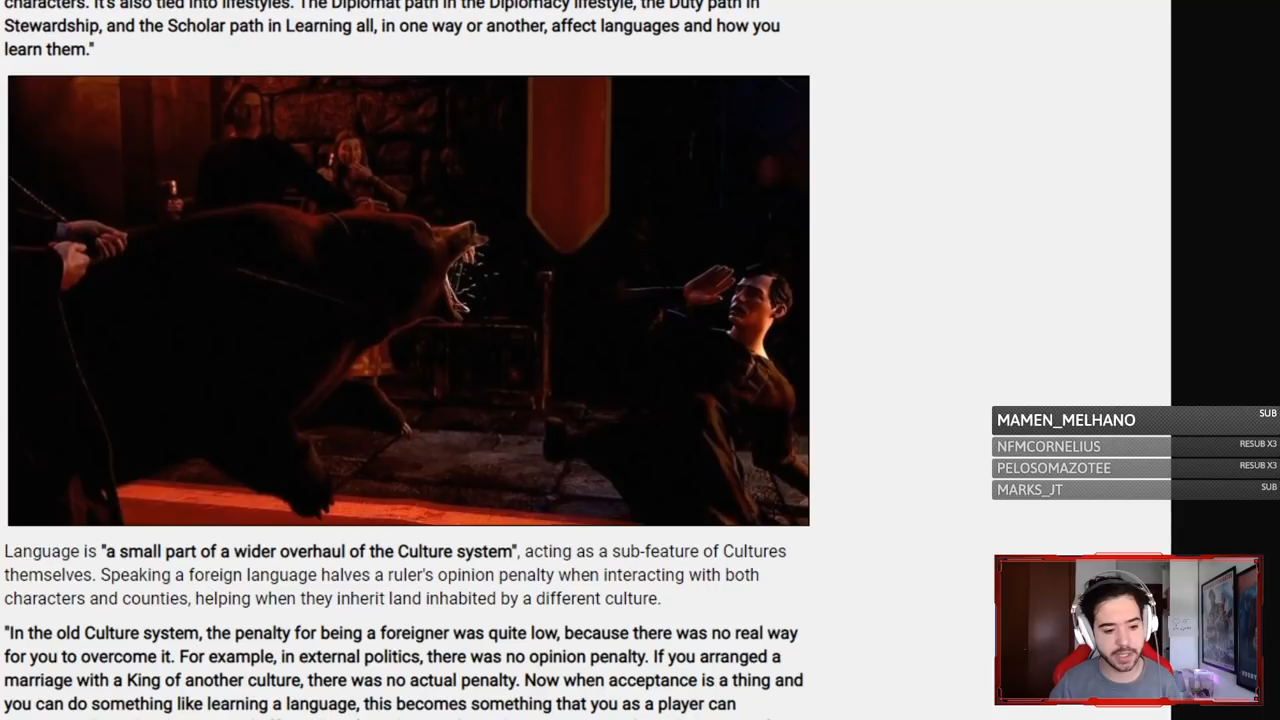 characters. It's also tied into lifestyles. The Diplomat path in the Diplomacy lifestyle, the Duty path in
Stewardship, and the Scholar path in Learning all, in one way or another, affect languages and how you
learn them."
Language is "a small part of a wider overhaul of the Culture system", acting as a sub-feature of Cultures
themselves. Speaking a foreign language halves a ruler's opinion penalty when interacting with both
characters and counties, helping when they inherit land inhabited by a different culture.
"In the old Culture system, the penalty for being a foreigner was quite low, because there was no real way
for you to overcome it. For example, in external politics, there was no opinion penalty. If you arranged a
marriage with a King of another culture, there was no actual penalty. Now when acceptance is a thing and
you can do something like learning a language, this becomes something that you as a player can
MAMEN_MELHANO SUB
NFMCORNELIUS RESUB X3
PELOSOMAZOTEE RESUB X3
MARKS_JT SUB